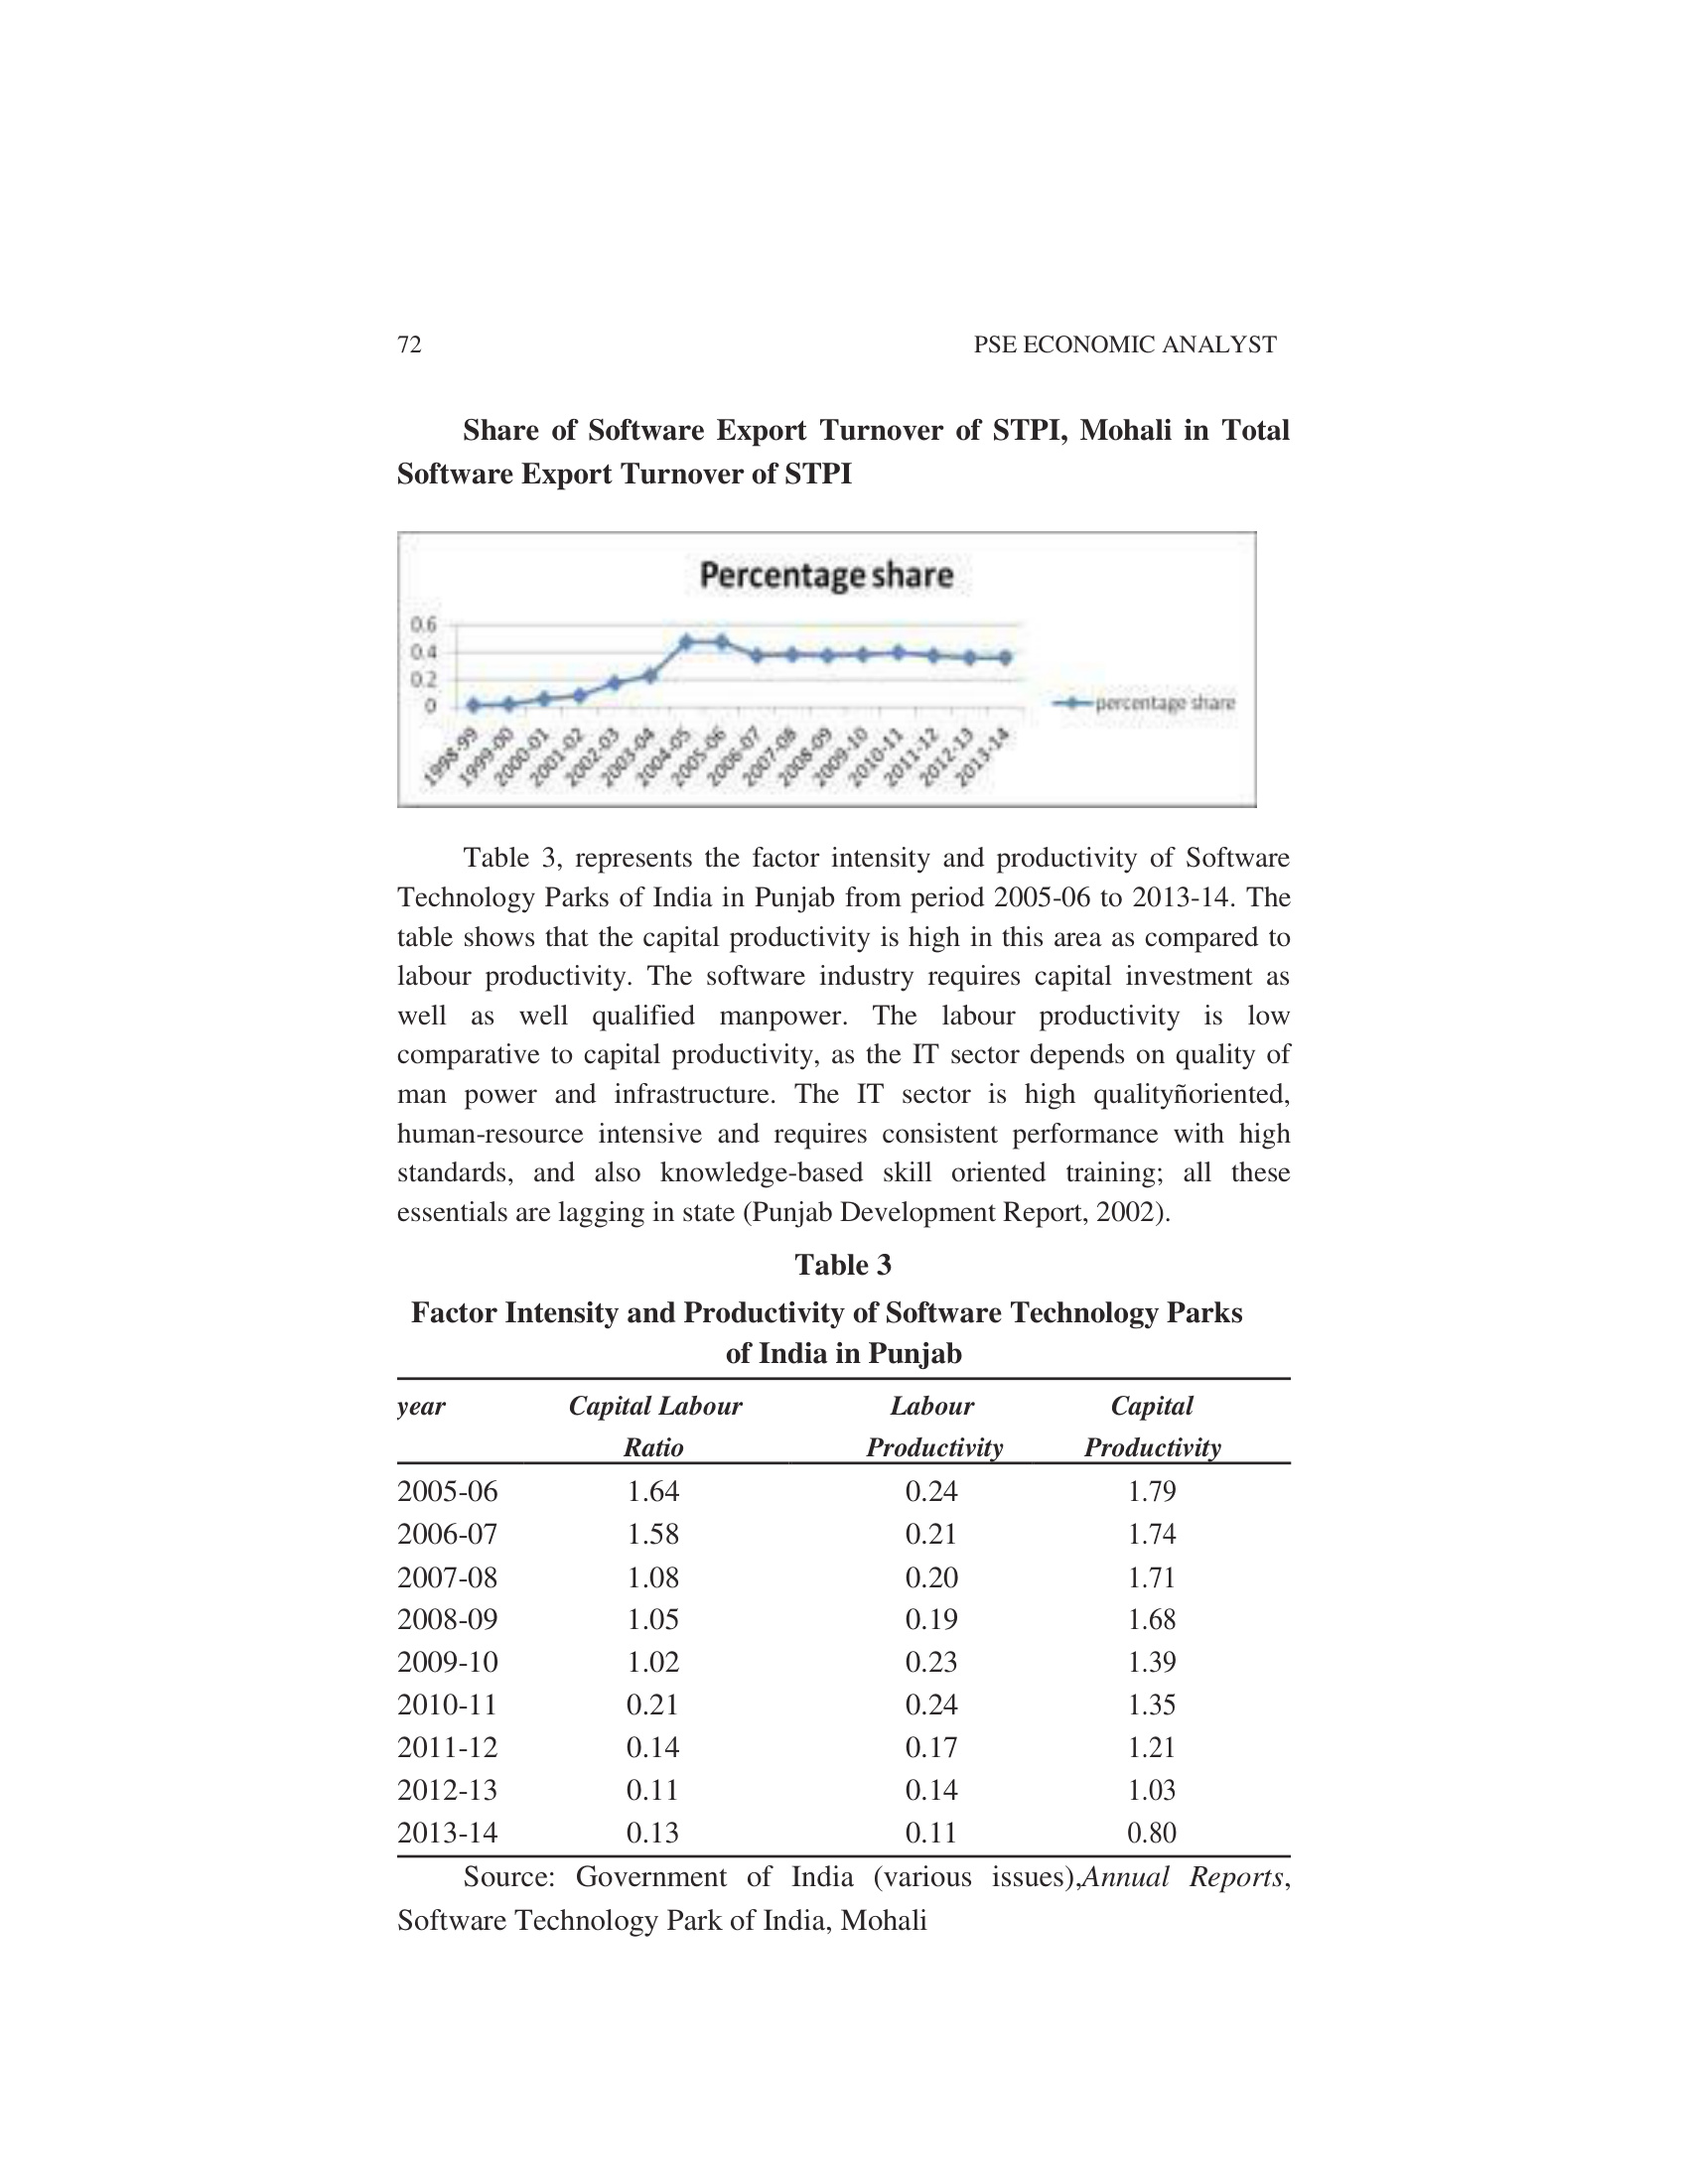 72 PSE ECONOMIC ANALYST
Share of Software Export Turnover of STPI, Mohali in Total
Software Export Turnover of STPI
Percentage share
0.6
0.4
0.2
0
percentage share
1998-99
1999-00
2000-01
2001-02
2002-03
2003-04
2004-05
2005-06
2006-07
2007-08
2008-09
2009-10
2010-11
2011-12
2012-13
2013-14
Table 3, represents the factor intensity and productivity of Software
Technology Parks of India in Punjab from period 2005-06 to 2013-14. The
table shows that the capital productivity is high in this area as compared to
labour productivity. The software industry requires capital investment as
well as well qualified manpower. The labour productivity is low
comparative to capital productivity, as the IT sector depends on quality of
man power and infrastructure. The IT sector is high qualityñoriented,
human-resource intensive and requires consistent performance with high
standards, and also knowledge-based skill oriented training; all these
essentials are lagging in state (Punjab Development Report, 2002).
Table 3
Factor Intensity and Productivity of Software Technology Parks
of India in Punjab
year Capital Labour Labour Capital
Ratio Productivity Productivity
2005-06 1.64 0.24 1.79
2006-07 1.58 0.21 1.74
2007-08 1.08 0.20 1.71
2008-09 1.05 0.19 1.68
2009-10 1.02 0.23 1.39
2010-11 0.21 0.24 1.35
2011-12 0.14 0.17 1.21
2012-13 0.11 0.14 1.03
2013-14 0.13 0.11 0.80
Source: Government of India (various issues),Annual Reports,
Software Technology Park of India, Mohali